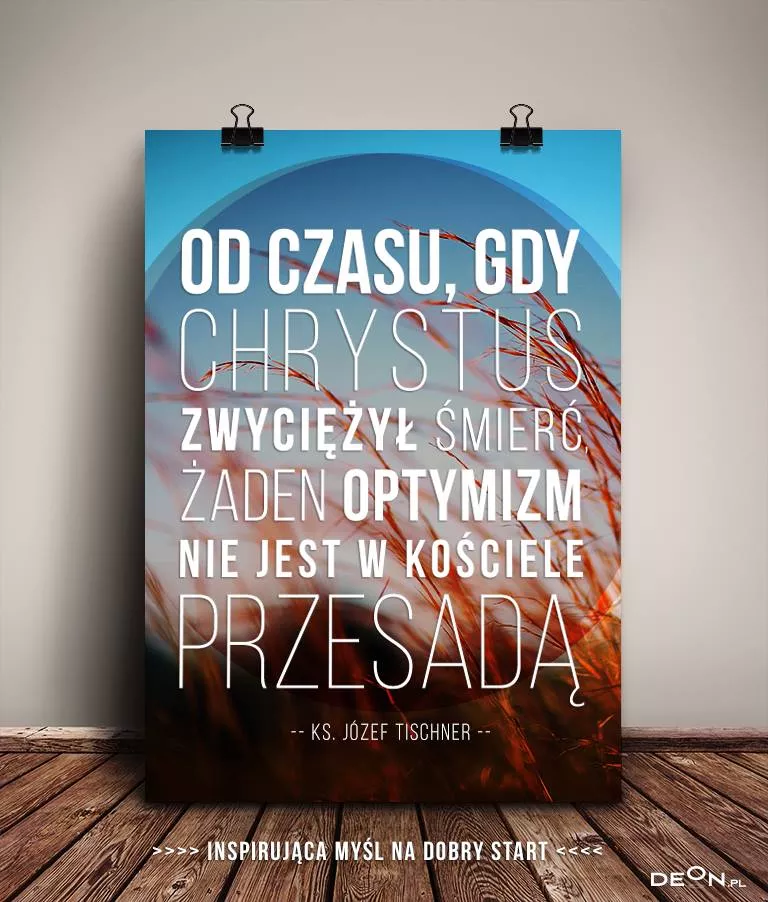 OD CZASU, GDY
CHRYSTUS
ZWYCIĘŻYŁ ŚMIERĆ,
ŻADEN OPTYMIZM
NIE JEST W KOŚCIELE
PRZESADĄ
-- KS. JÓZEF TISCHNER --
>>>> INSPIRUJĄCA MYŚL NA DOBRY START <<<<
DEON.PL